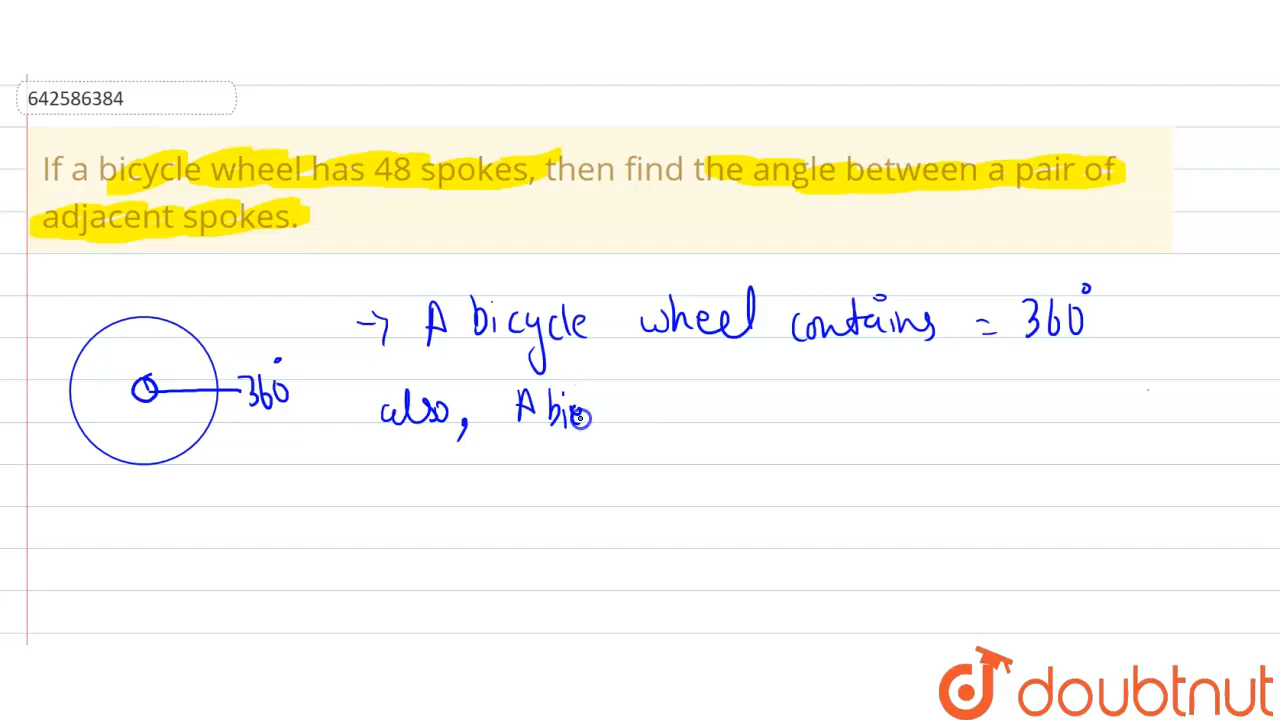 642586384
If a bicycle wheel has 48 spokes, then find the angle between a pair of
adjacent spokes.
→ A bicycle wheel contains = 360°
360°
also, A bic
doubtnut